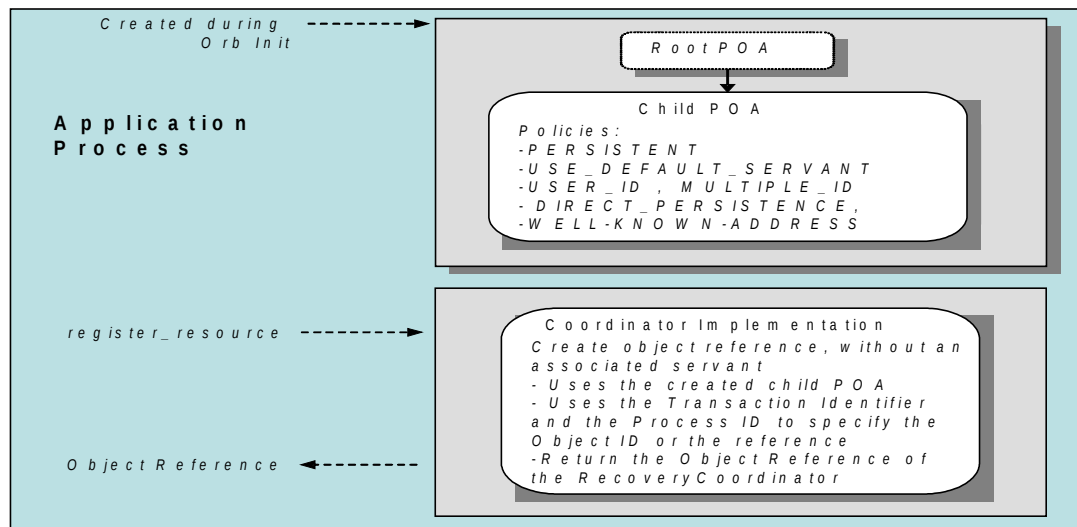 Created during
Orb Init
RootPOA
Child POA
Application
Process
Policies:
-PERSISTENT
-USE_DEFAULT_SERVANT
-USER_ID , MULTIPLE_ID
- DIRECT_PERSISTENCE,
-WELL-KNOWN-ADDRESS
register_resource
Coordinator Implementation
Create object reference, without an
associated servant
- Uses the created child POA
- Uses the Transaction Identifier
and the Process ID to specify the
Object ID or the reference
-Return the Object Reference of
the RecoveryCoordinator
Object Reference